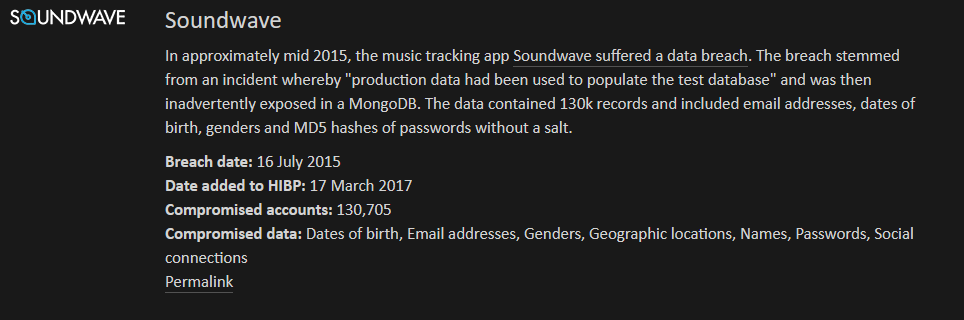 SOUNDWAVE
Soundwave
In approximately mid 2015, the music tracking app Soundwave suffered a data breach. The breach stemmed
from an incident whereby "production data had been used to populate the test database" and was then
inadvertently exposed in a MongoDB. The data contained 130k records and included email addresses, dates of
birth, genders and MD5 hashes of passwords without a salt.
Breach date: 16 July 2015
Date added to HIBP: 17 March 2017
Compromised accounts: 130,705
Compromised data: Dates of birth, Email addresses, Genders, Geographic locations, Names, Passwords, Social
connections
Permalink